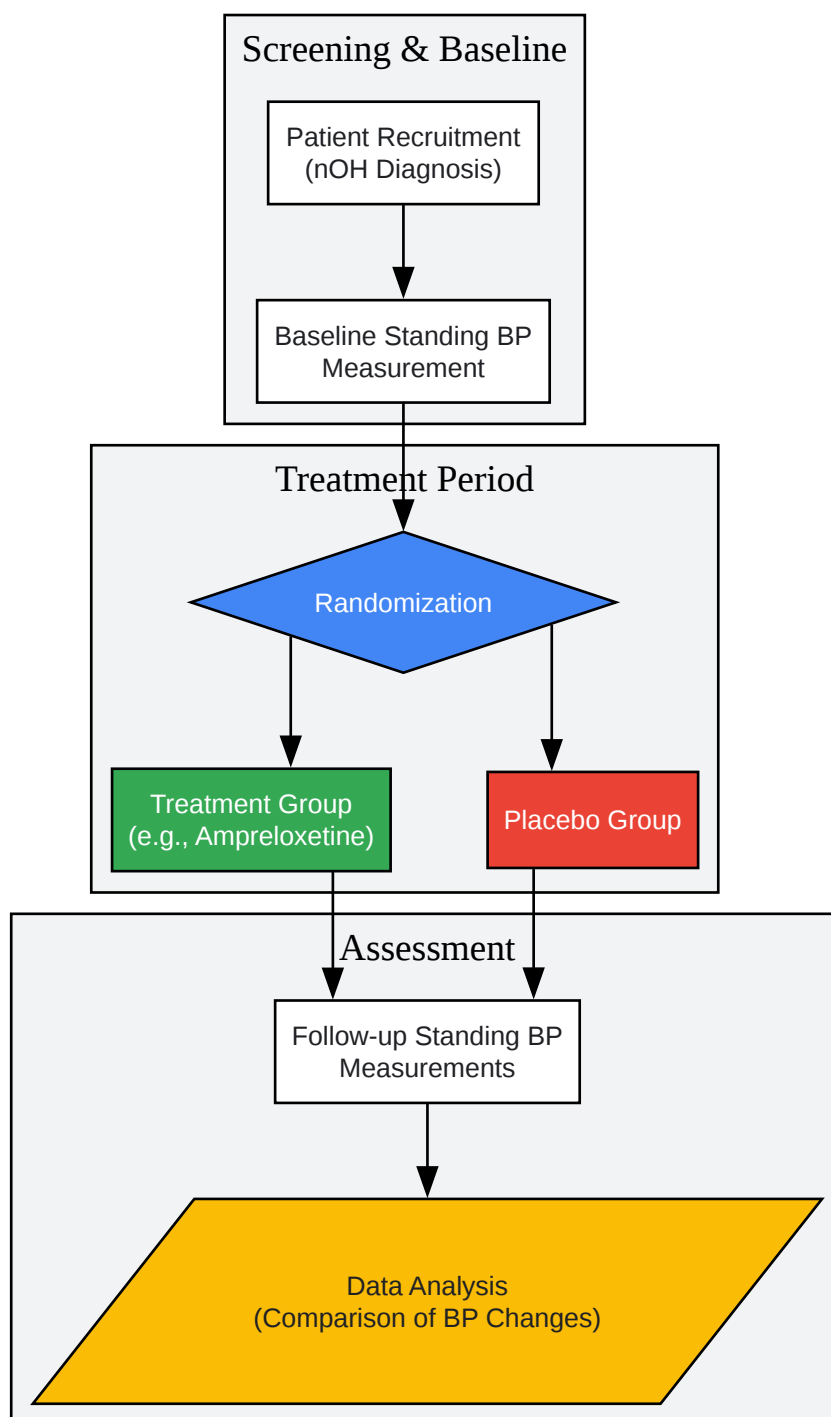 Screening & Baseline
Patient Recruitment
(nOH Diagnosis)
Baseline Standing BP
Measurement
Treatment Period
Randomization
Treatment Group
(e.g., Ampreloxetine)
Placebo Group
Assessment
Follow-up Standing BP
Measurements
Data Analysis
(Comparison of BP Changes)